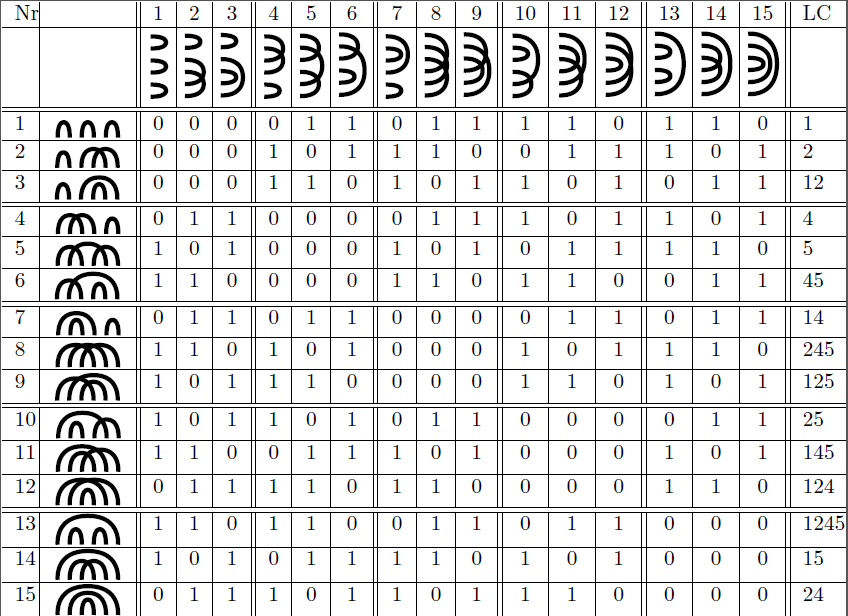 Nr 1 2 3 4 5 6 7 8 9 10 11 12 13 14 15 LC
1 0 0 0 0 1 1 0 1 1 1 1 0 1 1 0 1
2 0 0 0 1 0 1 1 1 0 0 1 1 1 0 1 2
3 0 0 0 1 1 0 1 0 1 1 0 1 0 1 1 12
4 0 1 1 0 0 0 0 1 1 1 0 1 1 0 1 4
5 1 0 1 0 0 0 1 0 1 0 1 1 1 1 0 5
6 1 1 0 0 0 0 1 1 0 1 1 0 0 1 1 45
7 0 1 1 0 1 1 0 0 0 0 1 1 0 1 1 14
8 1 1 0 1 0 1 0 0 0 1 0 1 1 1 0 245
9 1 0 1 1 1 0 0 0 0 1 1 0 1 0 1 125
10 1 0 1 1 0 1 0 1 1 0 0 0 0 1 1 25
11 1 1 0 0 1 1 1 0 1 0 0 0 1 0 1 145
12 0 1 1 1 1 0 1 1 0 0 0 0 1 1 0 124
13 1 1 0 1 1 0 0 1 1 0 1 1 0 0 0 1245
14 1 0 1 0 1 1 1 1 0 1 0 1 0 0 0 15
15 0 1 1 1 0 1 1 0 1 1 1 0 0 0 0 24